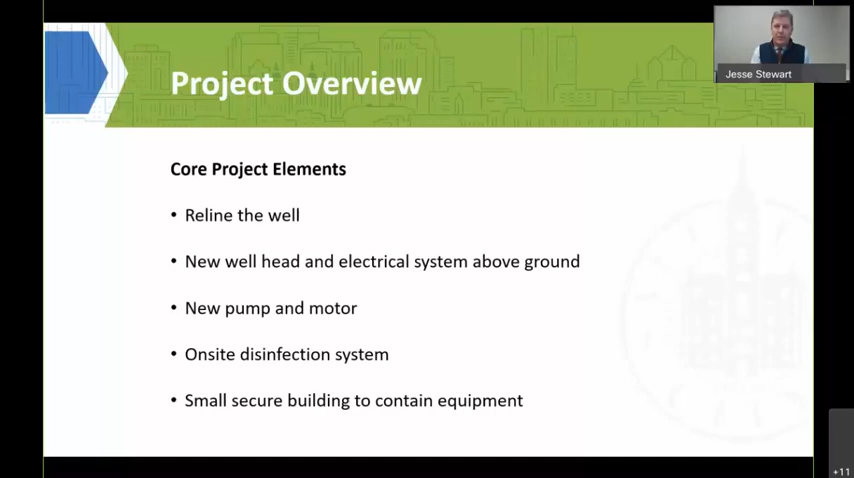 Project Overview
Jesse Stewart
Core Project Elements
• Reline the well
• New well head and electrical system above ground
• New pump and motor
• Onsite disinfection system
• Small secure building to contain equipment
+11